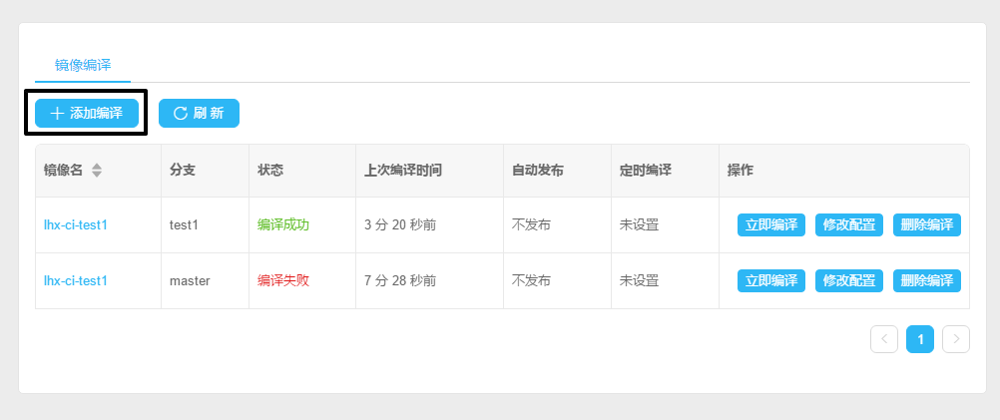 镜像编译
添加编译 刷 新
镜像名 分支 状态 上次编译时间 自动发布 定时编译 操作
lhx-ci-test1 test1 编译成功 3 分 20 秒前 不发布 未设置 立即编译 修改配置 删除编译
lhx-ci-test1 master 编译失败 7 分 28 秒前 不发布 未设置 立即编译 修改配置 删除编译
1